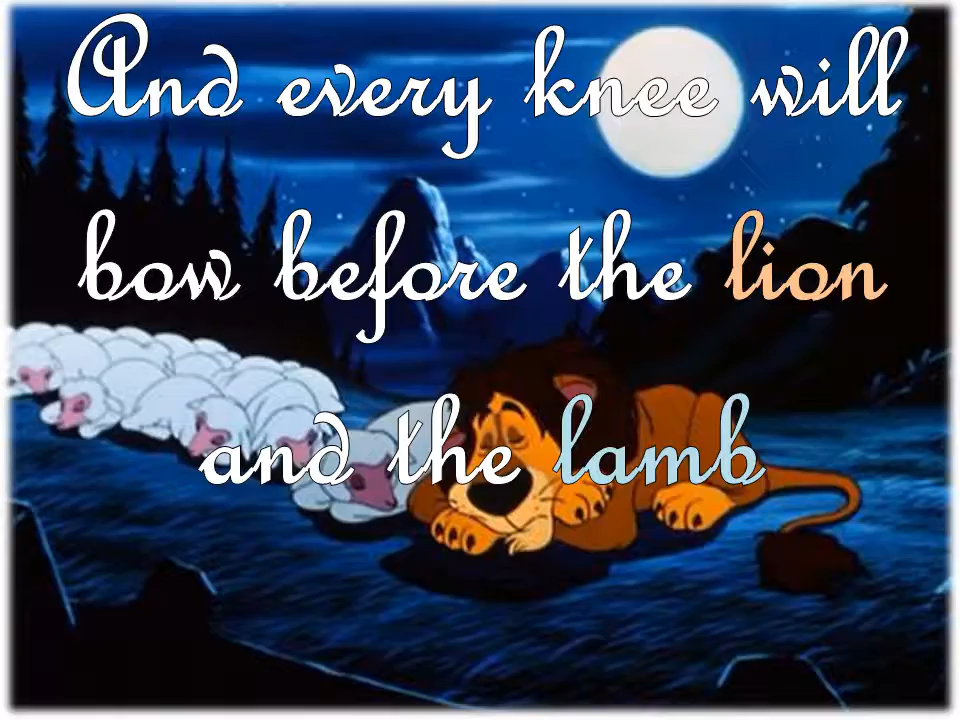 And every knee will
bow before the lion
and the lamb